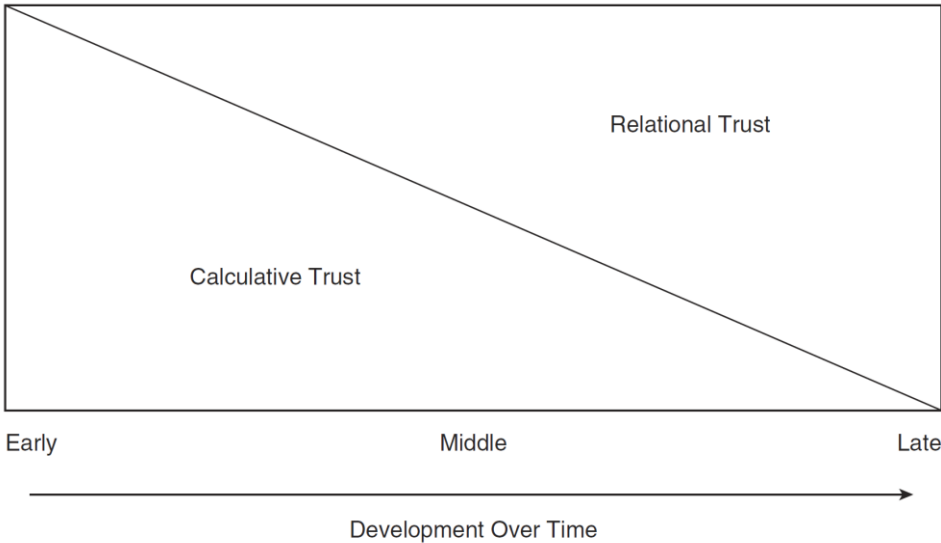 Relational Trust
Calculative Trust
Early Middle Late
Development Over Time